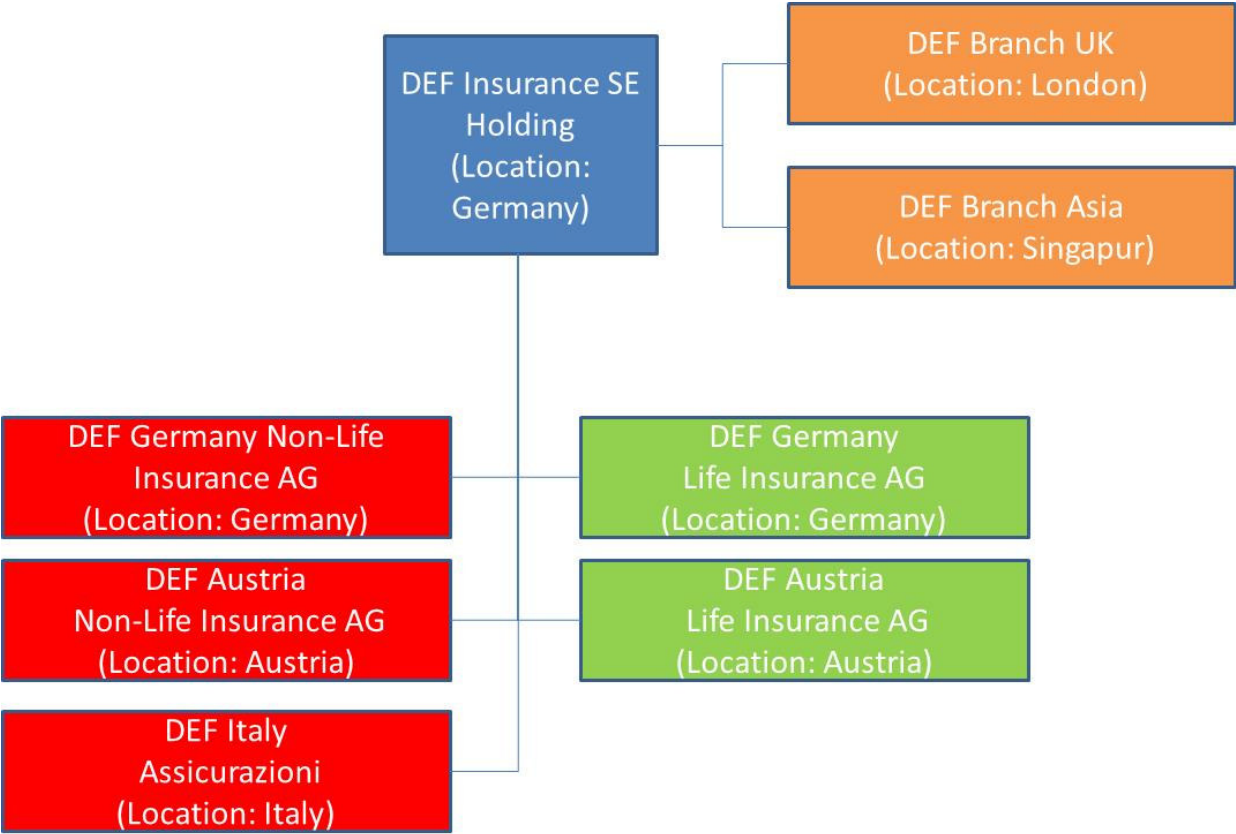 DEF Insurance SE
Holding
(Location:
Germany)
DEF Branch UK
(Location: London)
DEF Branch Asia
(Location: Singapur)
DEF Germany Non-Life
Insurance AG
(Location: Germany)
DEF Germany
Life Insurance AG
(Location: Germany)
DEF Austria
Non-Life Insurance AG
(Location: Austria)
DEF Austria
Life Insurance AG
(Location: Austria)
DEF Italy
Assicurazioni
(Location: Italy)